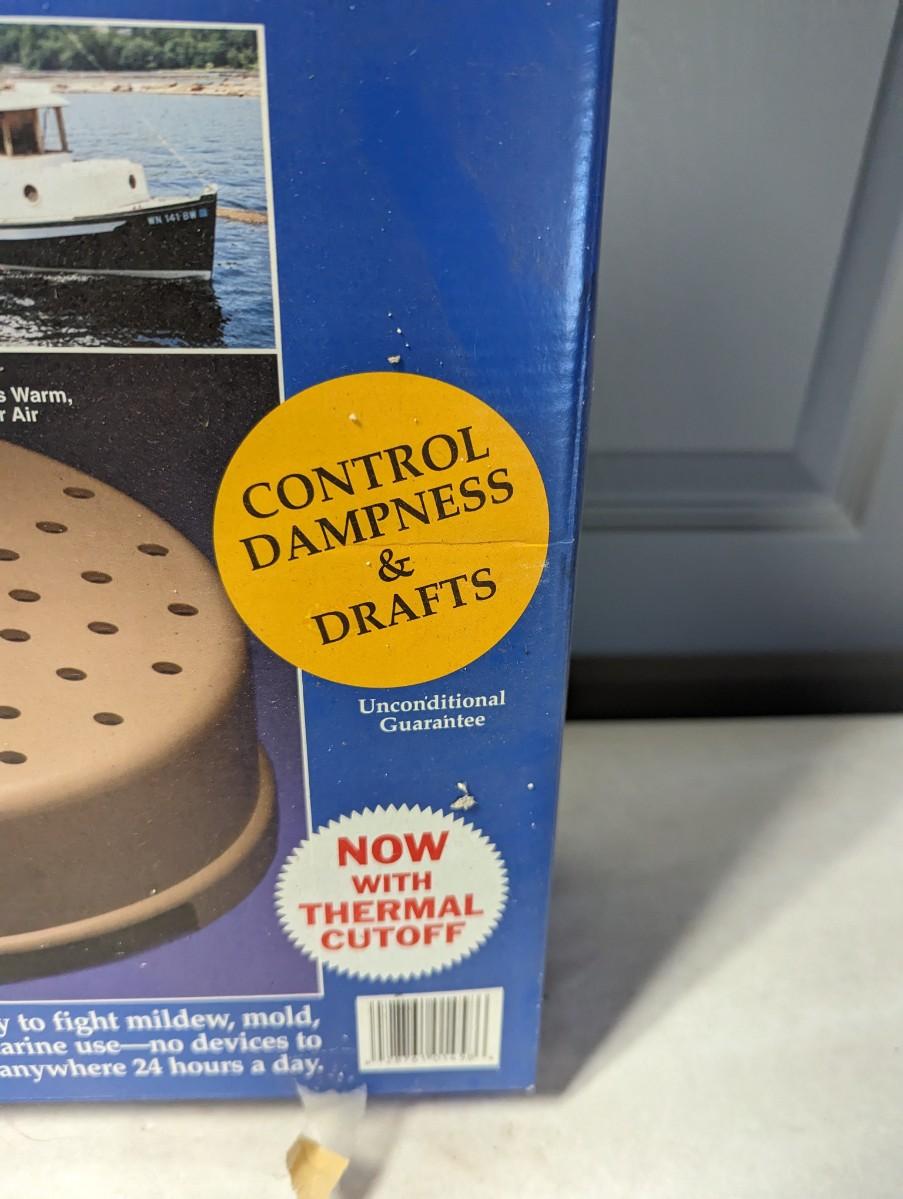 WN 141 BW
s Warm,
r Air
CONTROL
DAMPNESS
&
DRAFTS
Unconditional
Guarantee
NOW
WITH
THERMAL
CUTOFF
y to fight mildew, mold,
arine use—no devices to
anywhere 24 hours a day.